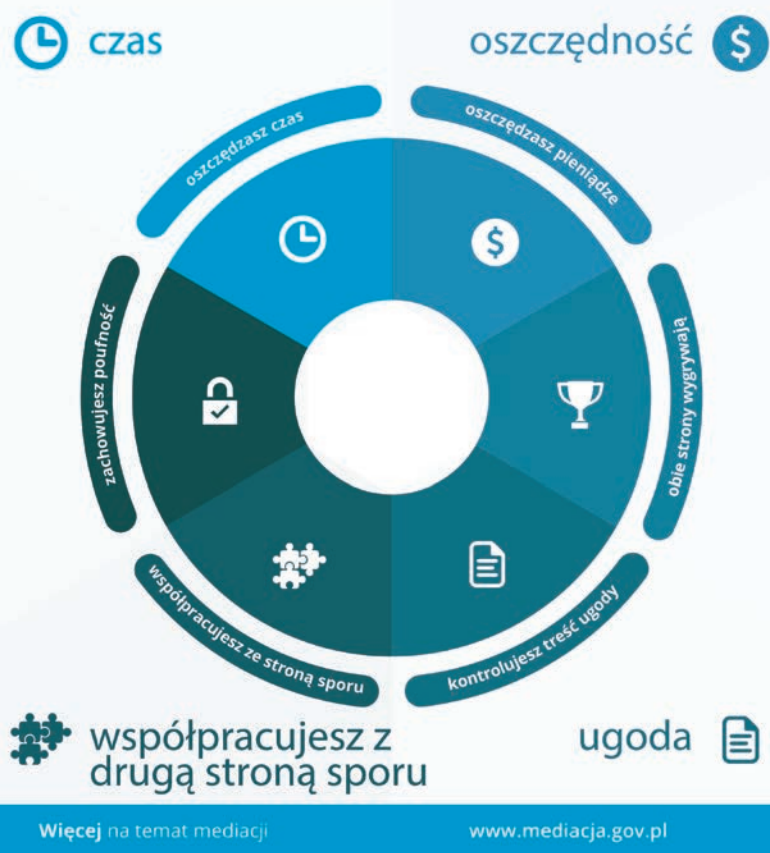 czas
oszczędność
oszczędzasz czas
oszczędzasz pieniądze
zachowujesz poufność
obie strony wygrywają
współpracujesz ze stroną sporu
kontrolujesz treść ugody
współpracujesz z
drugą stroną sporu
ugoda
Więcej na temat mediacji
www.mediacja.gov.pl